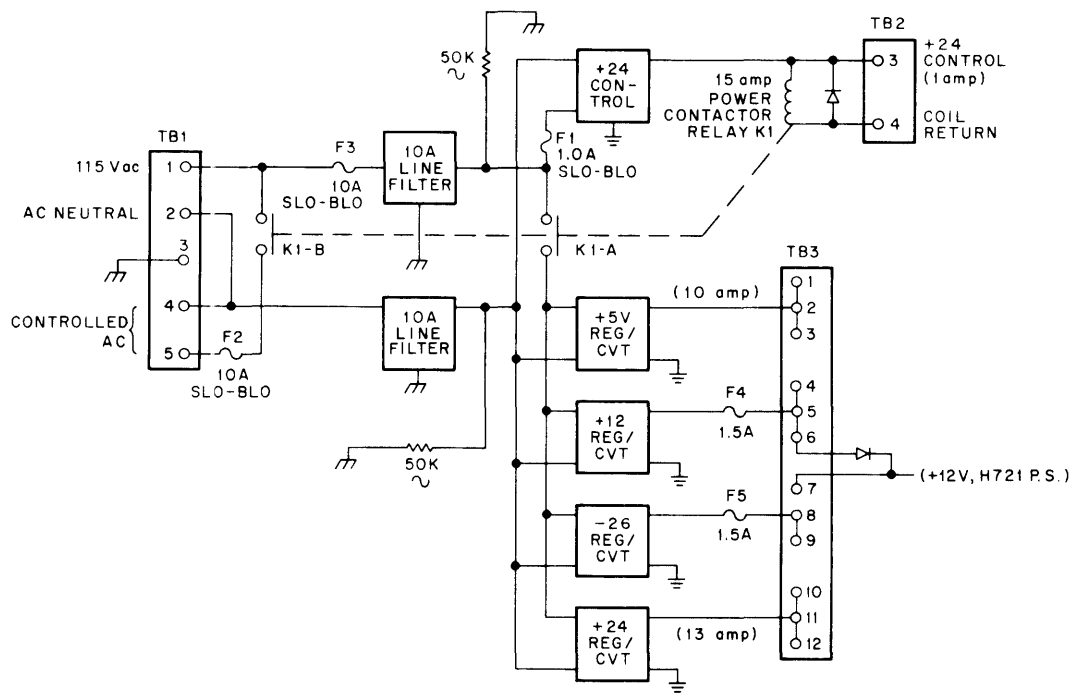 TB1
115 Vac
1
AC NEUTRAL
2
3
4
CONTROLLED
AC
5
F2
10A
SLO-BLO
F3
10A
SLO-BLO
K1-B
10A
LINE
FILTER
50K
10A
LINE
FILTER
50K
+24
CON-
TROL
F1
1.0A
SLO-BLO
K1-A
15 amp
POWER
CONTACTOR
RELAY K1
TB2
3
4
+24
CONTROL
(1amp)
COIL
RETURN
+5V
REG/
CVT
(10 amp)
+12
REG/
CVT
F4
1.5A
-26
REG/
CVT
F5
1.5A
+24
REG/
CVT
(13 amp)
TB3
1
2
3
4
5
6
7
8
9
10
11
12
(+12V, H721 P.S.)